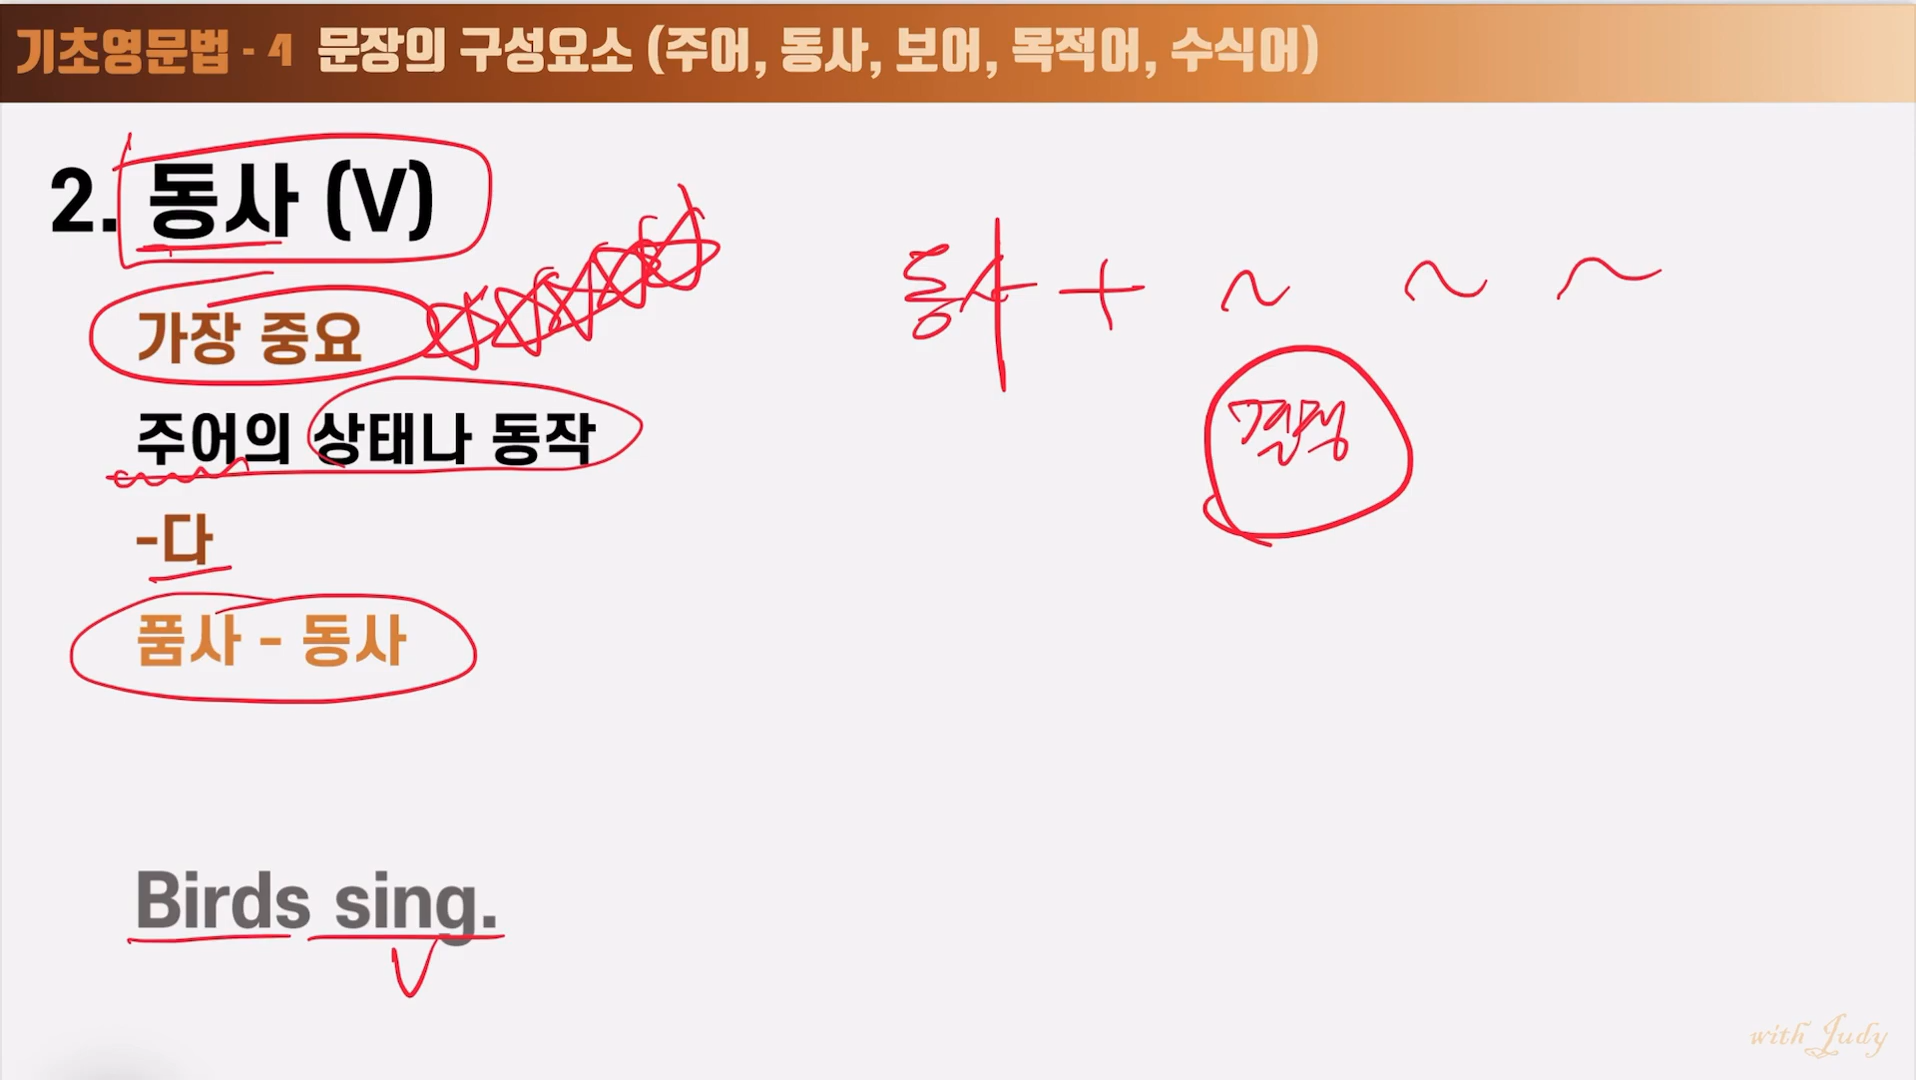 기초영문법 - 4 문장의 구성요소 (주어, 동사, 보어, 목적어, 수식어)
2. 동사 (V)
동사 + ~ ~ ~
가장 중요
결정
주어의 상태나 동작
-다
품사 - 동사
Birds sing.
V
with Judy